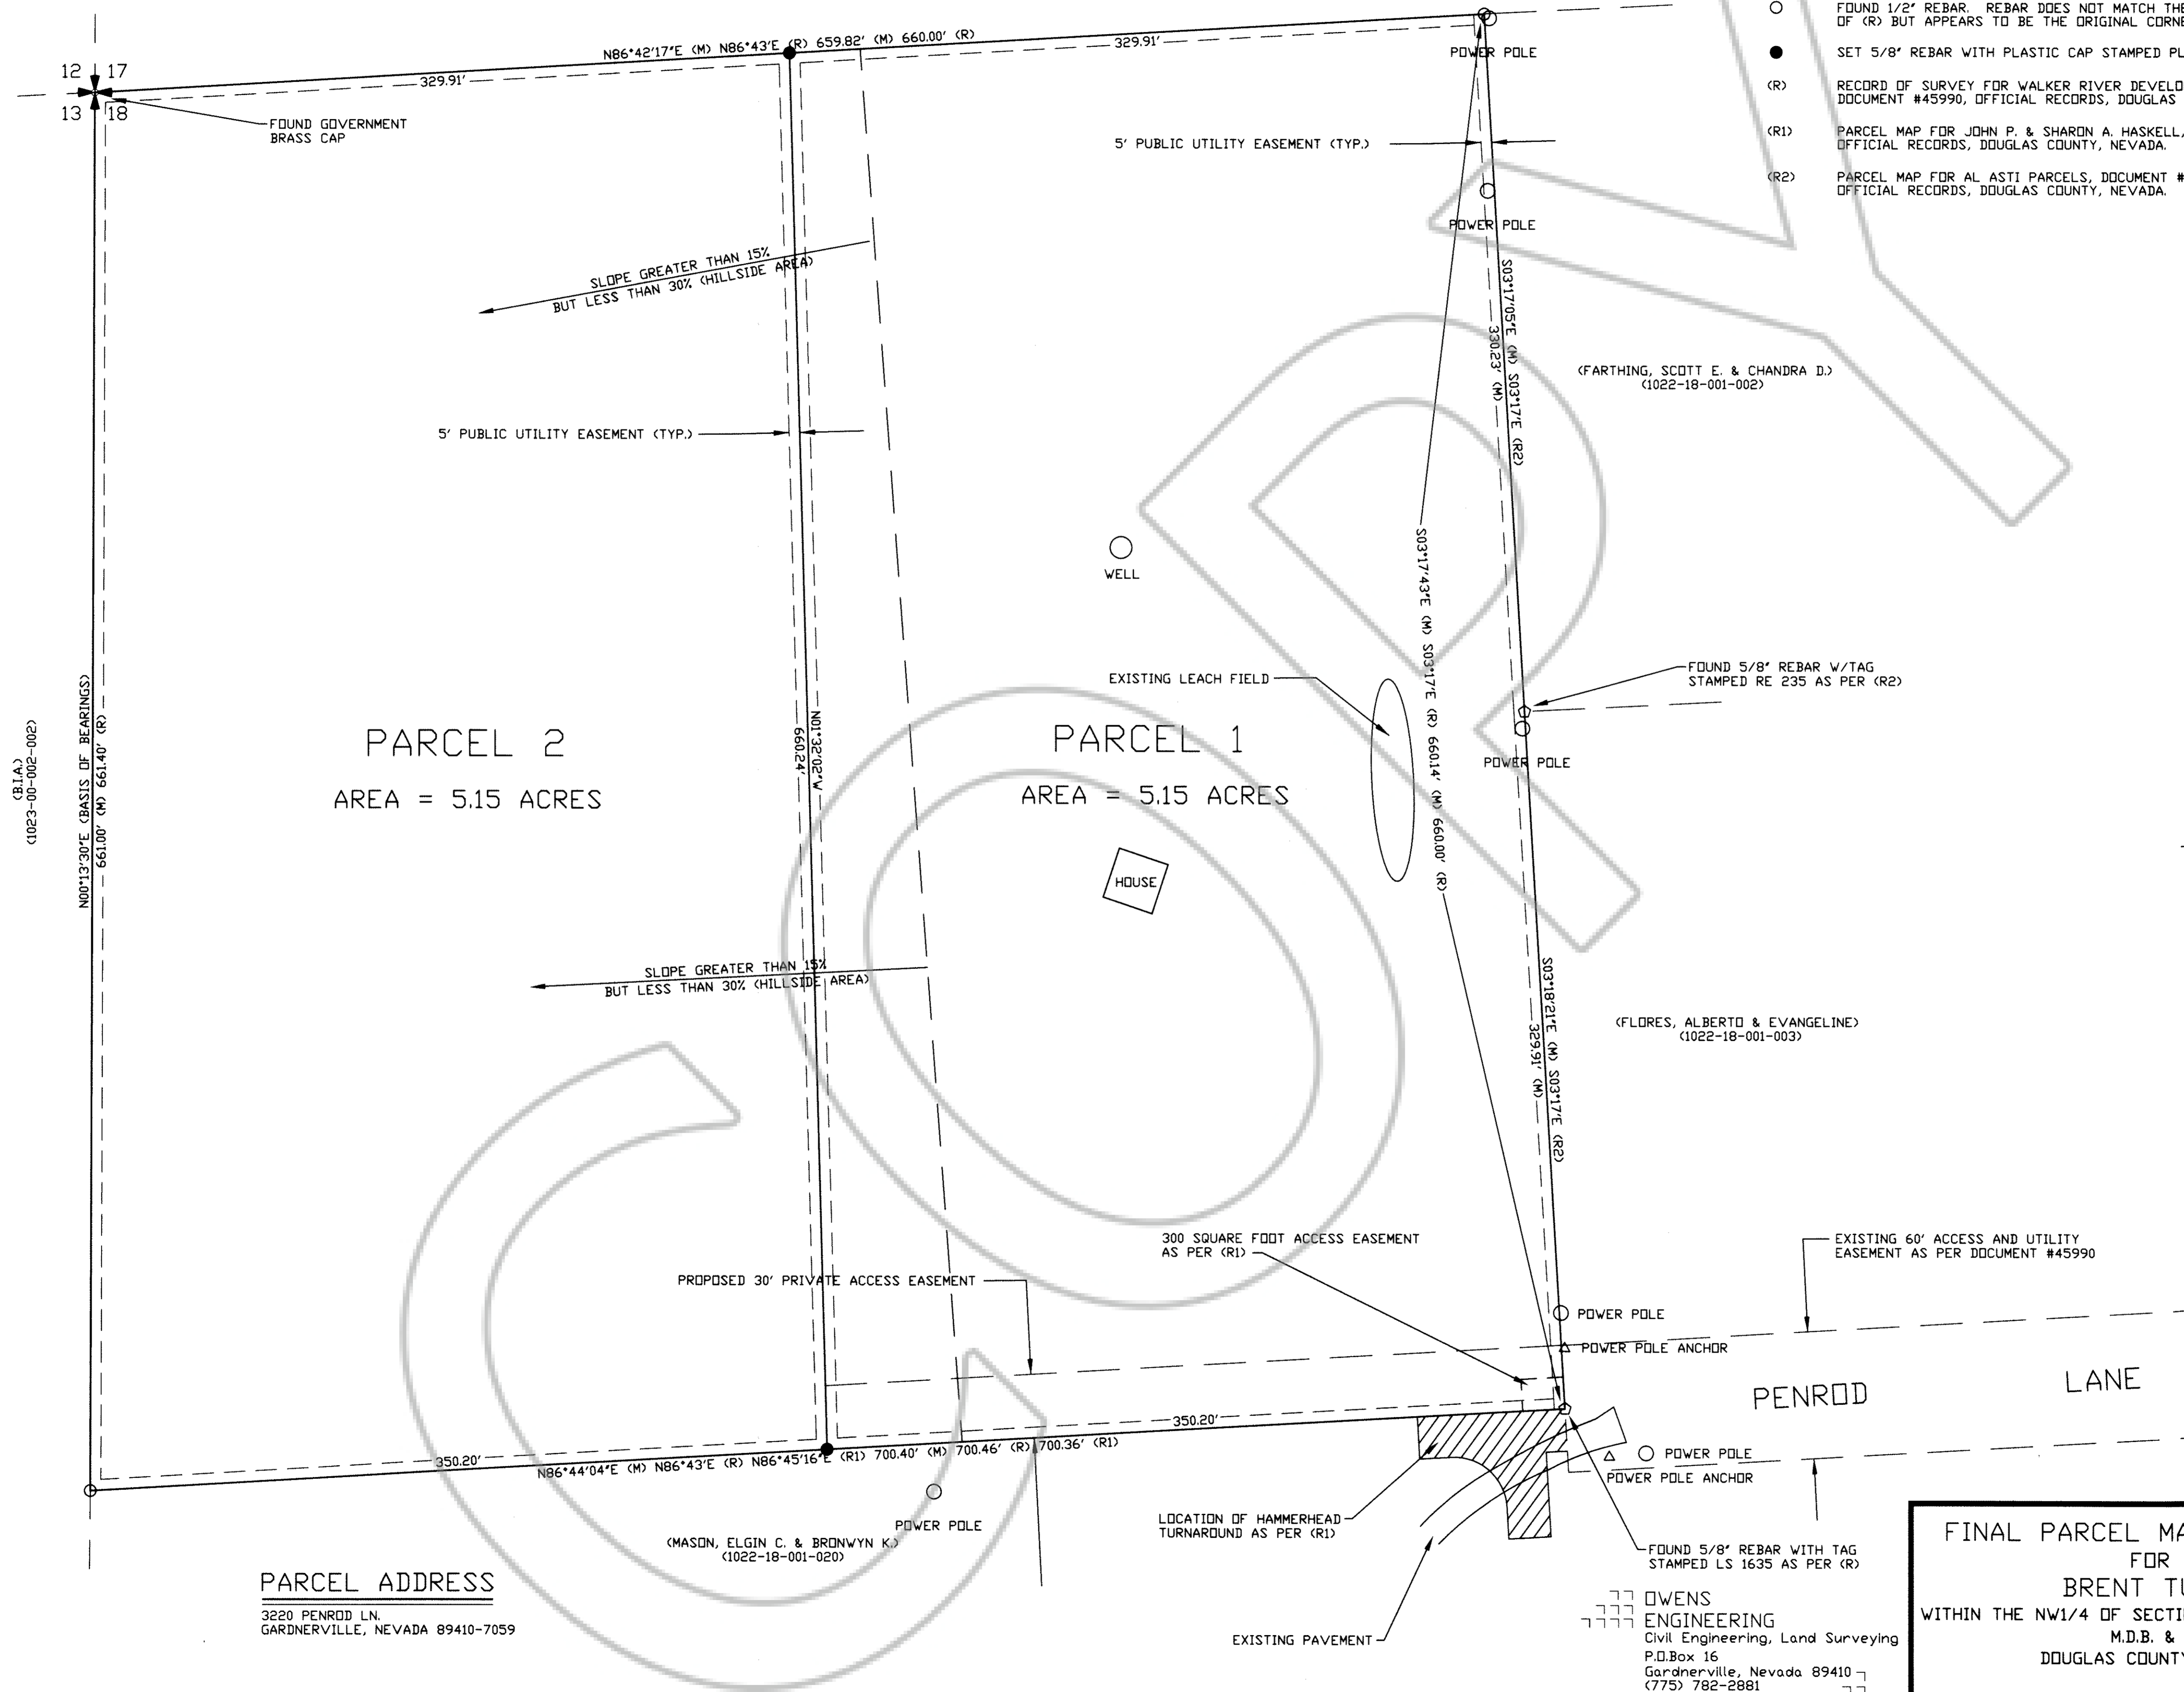 FOUND 1/2" REBAR. REBAR DOES NOT MATCH THE
OF (R) BUT APPEARS TO BE THE ORIGINAL
SET 5/8" REBAR WITH PLASTIC CAP STAMPED
(R) RECORD OF SURVEY FOR WALKER RIVER
DOCUMENT #45990, OFFICIAL RECORDS, DOUGLAS
(R1) PARCEL MAP FOR JOHN P. & SHARON A. HASKELL,
OFFICIAL RECORDS, DOUGLAS COUNTY, NEVADA.
(R2) PARCEL MAP FOR AL ASTI PARCELS, DOCUMENT #
OFFICIAL RECORDS, DOUGLAS COUNTY, NEVADA.
N86°42'17"E (M) N86°43'E (R) 659.82' (M) 660.00' (R)
329.91'
329.91'
12 17
13 18
FOUND GOVERNMENT
BRASS CAP
POWER POLE
5' PUBLIC UTILITY EASEMENT (TYP.)
POWER POLE
SLOPE GREATER THAN 15%
BUT LESS THAN 30% (HILLSIDE AREA)
S03°17'05"E (M) S03°17'E (R2)
330.23' (M)
(FARTHING, SCOTT E. & CHANDRA D.)
(1022-18-001-002)
5' PUBLIC UTILITY EASEMENT (TYP.)
WELL
S03°17'43"E (M) S03°17'E (R) 660.14' (M) 660.00' (R)
EXISTING LEACH FIELD
FOUND 5/8" REBAR W/TAG
STAMPED RE 235 AS PER (R2)
POWER POLE
(B.I.A.)
(1023-00-002-002)
N00°13'30"E (BASIS OF BEARINGS)
661.00' (M) 661.40' (R)
PARCEL 2
AREA = 5.15 ACRES
N01°32'02"W
660.24'
PARCEL 1
AREA = 5.15 ACRES
HOUSE
SLOPE GREATER THAN 15%
BUT LESS THAN 30% (HILLSIDE AREA)
S03°18'21"E (M) S03°17'E (R2)
329.91' (M)
(FLORES, ALBERTO & EVANGELINE)
(1022-18-001-003)
300 SQUARE FOOT ACCESS EASEMENT
AS PER (R1)
EXISTING 60' ACCESS AND UTILITY
EASEMENT AS PER DOCUMENT #45990
PROPOSED 30' PRIVATE ACCESS EASEMENT
POWER POLE
POWER POLE ANCHOR
PENROD LANE
350.20'
350.20'
N86°44'04"E (M) N86°43'E (R) N86°45'16"E (R1) 700.40' (M) 700.46' (R) 700.36' (R1)
POWER POLE
POWER POLE ANCHOR
POWER POLE
LOCATION OF HAMMERHEAD
TURNAROUND AS PER (R1)
(MASON, ELGIN C. & BRONWYN K.)
(1022-18-001-020)
FOUND 5/8" REBAR WITH TAG
STAMPED LS 1635 AS PER (R)
PARCEL ADDRESS
3220 PENROD LN.
GARDNERVILLE, NEVADA 89410-7059
EXISTING PAVEMENT
OWENS
ENGINEERING
Civil Engineering, Land Surveying
P.O.Box 16
Gardnerville, Nevada 89410
(775) 782-2881
FINAL PARCEL
FOR
BRENT
WITHIN THE NW1/4 OF
M.D.B. &
DOUGLAS COUNTY
COPY